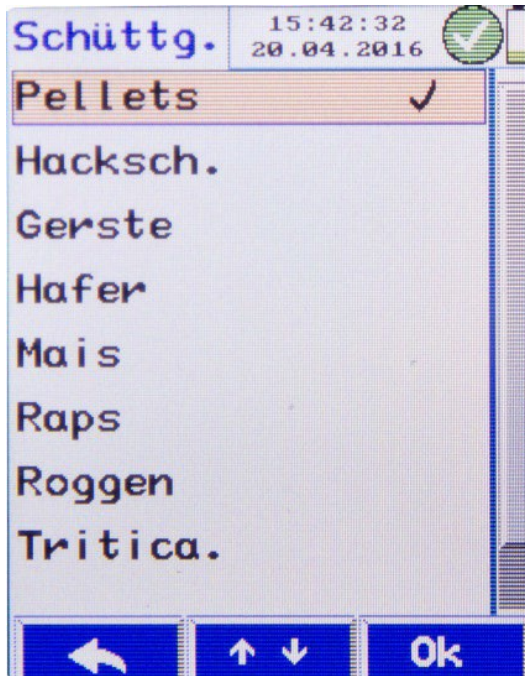 Schüttg.
15:42:32
20.04.2016
Pellets
Hacksch.
Gerste
Hafer
Mais
Raps
Roggen
Tritica.
Ok